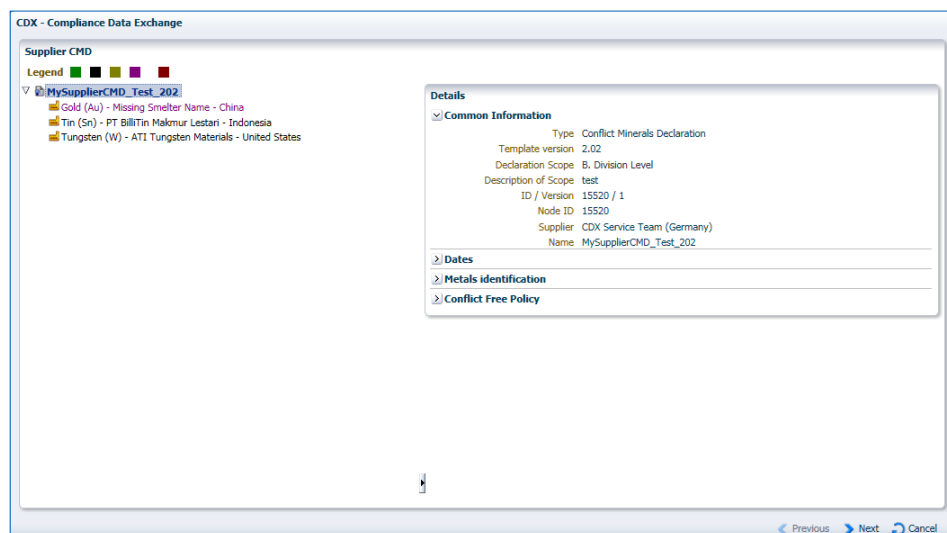 CDX - Compliance Data Exchange
Supplier CMD
Legend
MySupplierCMD_Test_202
Gold (Au) - Missing Smelter Name - China
Tin (Sn) - PT BilliTin Makmur Lestari - Indonesia
Tungsten (W) - ATI Tungsten Materials - United States
Details
Common Information
Type Conflict Minerals Declaration
Template version 2.02
Declaration Scope B. Division Level
Description of Scope test
ID / Version 15520 / 1
Node ID 15520
Supplier CDX Service Team (Germany)
Name MySupplierCMD_Test_202
Dates
Metals identification
Conflict Free Policy
Previous Next Cancel